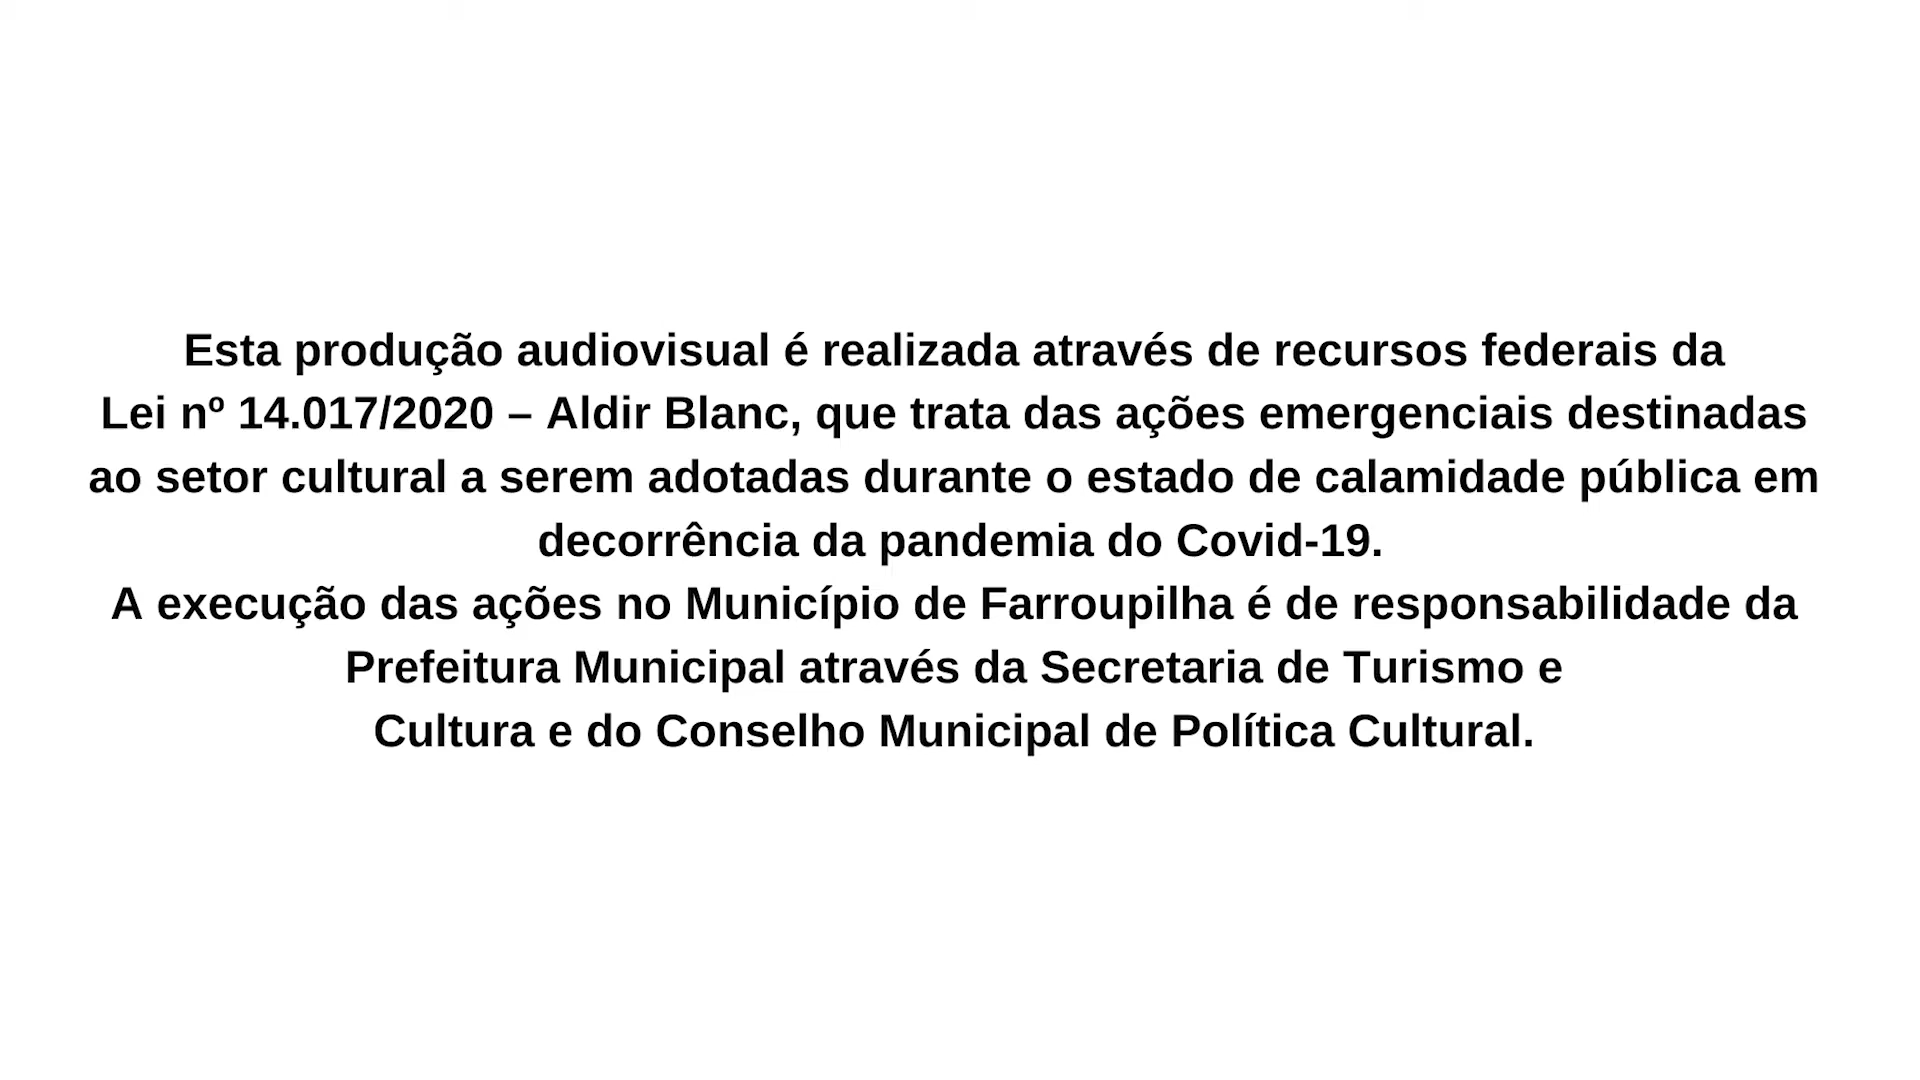 Esta produção audiovisual é realizada através de recursos federais da
Lei nº 14.017/2020 – Aldir Blanc, que trata das ações emergenciais destinadas
ao setor cultural a serem adotadas durante o estado de calamidade pública em
decorrência da pandemia do Covid-19.
A execução das ações no Município de Farroupilha é de responsabilidade da
Prefeitura Municipal através da Secretaria de Turismo e
Cultura e do Conselho Municipal de Política Cultural.